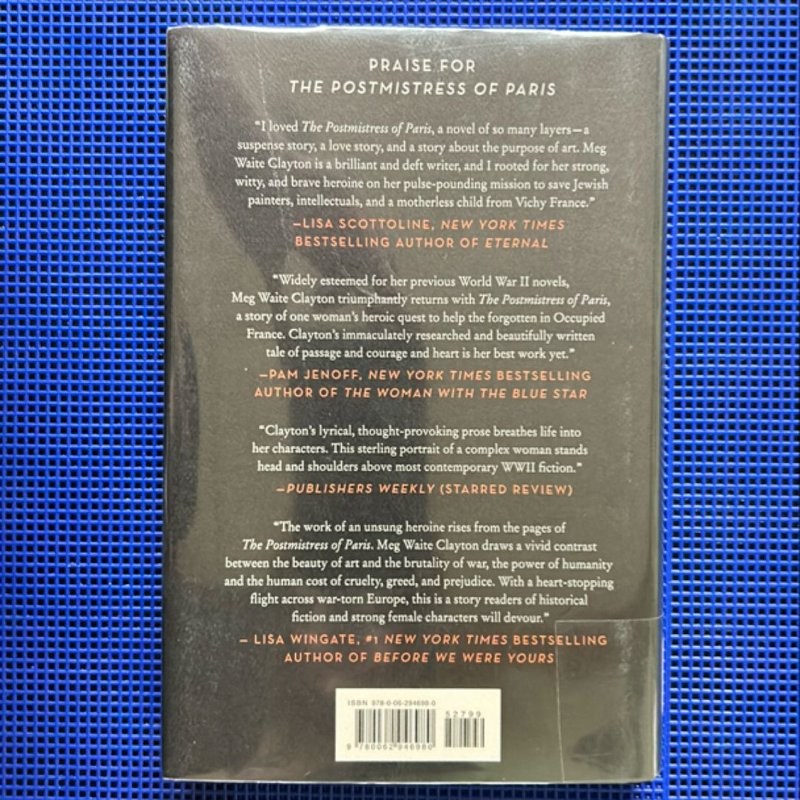 PRAISE FOR
THE POSTMISTRESS OF PARIS
"I loved The Postmistress of Paris, a novel of so many layers—a
suspense story, a love story, and a story about the purpose of art. Meg
Waite Clayton is a brilliant and deft writer, and I rooted for her strong,
witty, and brave heroine on her pulse-pounding mission to save Jewish
painters, intellectuals, and a motherless child from Vichy France."
—LISA SCOTTOLINE, NEW YORK TIMES
BESTSELLING AUTHOR OF ETERNAL
"Widely esteemed for her previous World War II novels,
Meg Waite Clayton triumphantly returns with The Postmistress of Paris,
a story of one woman's heroic quest to help the forgotten in Occupied
France. Clayton's immaculately researched and beautifully written
tale of passage and courage and heart is her best work yet."
—PAM JENOFF, NEW YORK TIMES BESTSELLING
AUTHOR OF THE WOMAN WITH THE BLUE STAR
"Clayton's lyrical, thought-provoking prose breathes life into
her characters. This sterling portrait of a complex woman stands
head and shoulders above most contemporary WWII fiction."
—PUBLISHERS WEEKLY (STARRED REVIEW)
"The work of an unsung heroine rises from the pages of
The Postmistress of Paris. Meg Waite Clayton draws a vivid contrast
between the beauty of art and the brutality of war, the power of humanity
and the human cost of cruelty, greed, and prejudice. With a heart-stopping
flight across war-torn Europe, this is a story readers of historical
fiction and strong female characters will devour."
— LISA WINGATE, #1 NEW YORK TIMES BESTSELLING
AUTHOR OF BEFORE WE WERE YOURS
ISBN 978-0-06-294698-0
52799
9 780062 946980